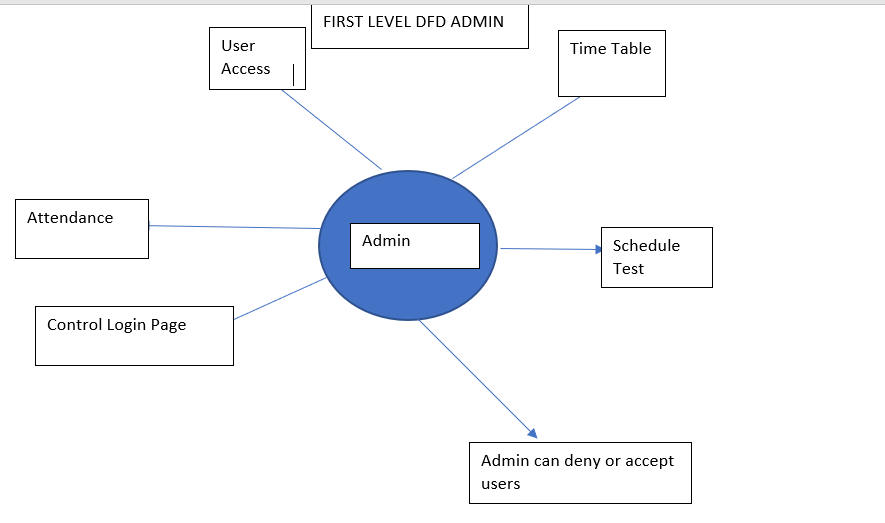 FIRST LEVEL DFD ADMIN
User
Access
Time Table
Attendance
Admin
Schedule
Test
Control Login Page
Admin can deny or accept
users